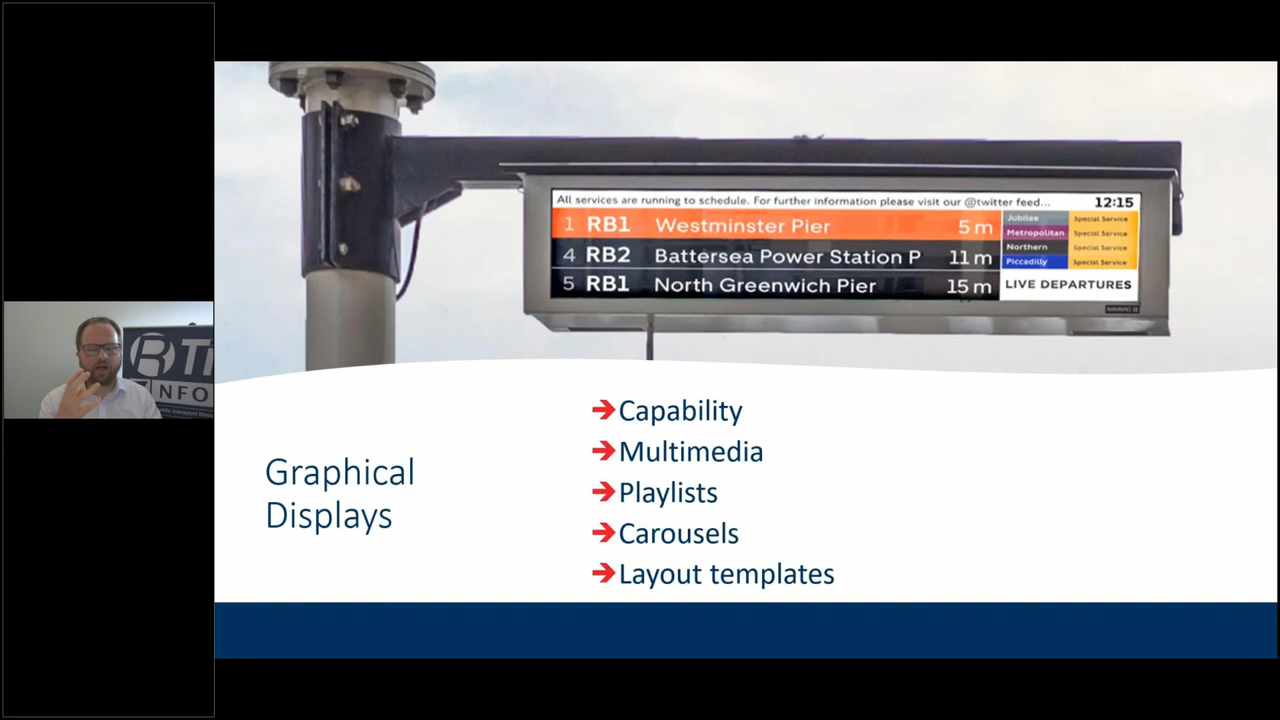 All services are running to schedule. For further information please visit our @twitter feed... 12:15
1 RB1 Westminster Pier 5 m
4 RB2 Battersea Power Station P 11 m
5 RB1 North Greenwich Pier 15 m
Jubilee Special Service
Metropolitan Special Service
Northern Special Service
Piccadilly Special Service
LIVE DEPARTURES
Graphical
Displays
→Capability
→Multimedia
→Playlists
→Carousels
→Layout templates
RTi
INFO